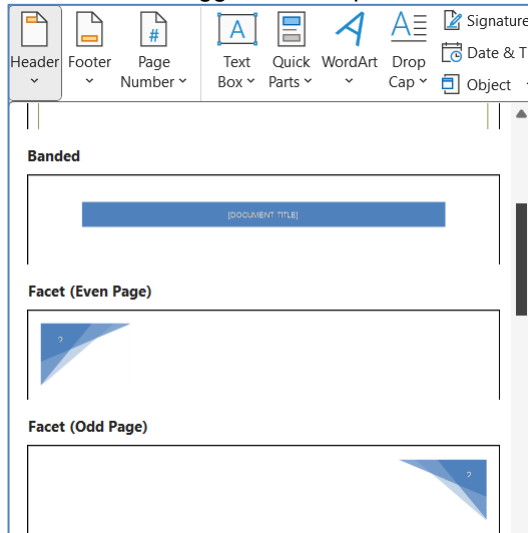 Header Footer Page Number Text Box Quick Parts WordArt Drop Cap Signature
Date & T
Object
Banded
[DOCUMENT TITLE]
Facet (Even Page)
?
Facet (Odd Page)
?